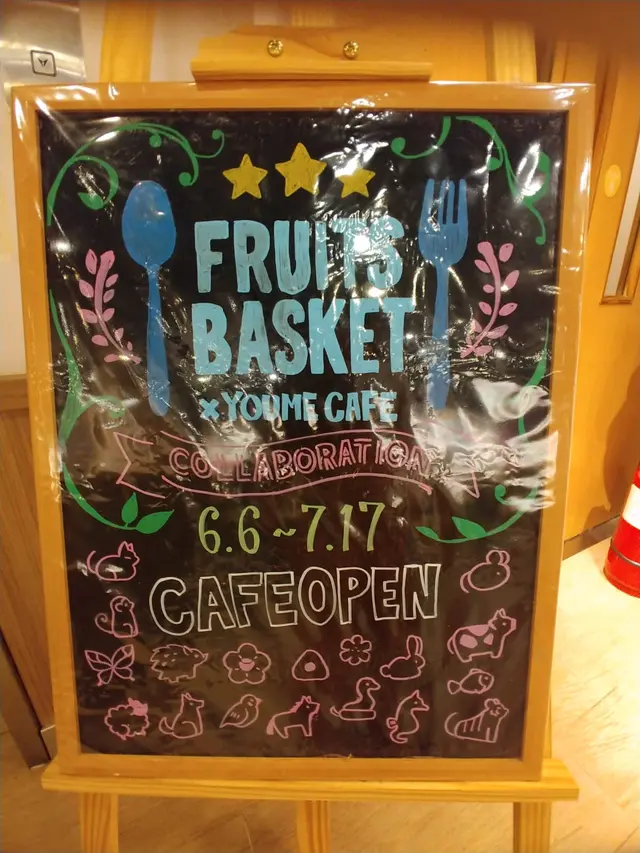 FRUITS
BASKET
×YOUME CAFE
COLLABORATION
6.6~7.17
CAFEOPEN